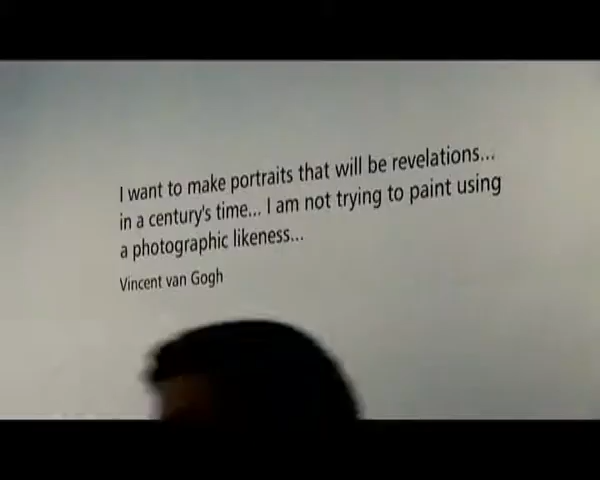 I want to make portraits that will be revelations...
in a century's time... I am not trying to paint using
a photographic likeness...
Vincent van Gogh